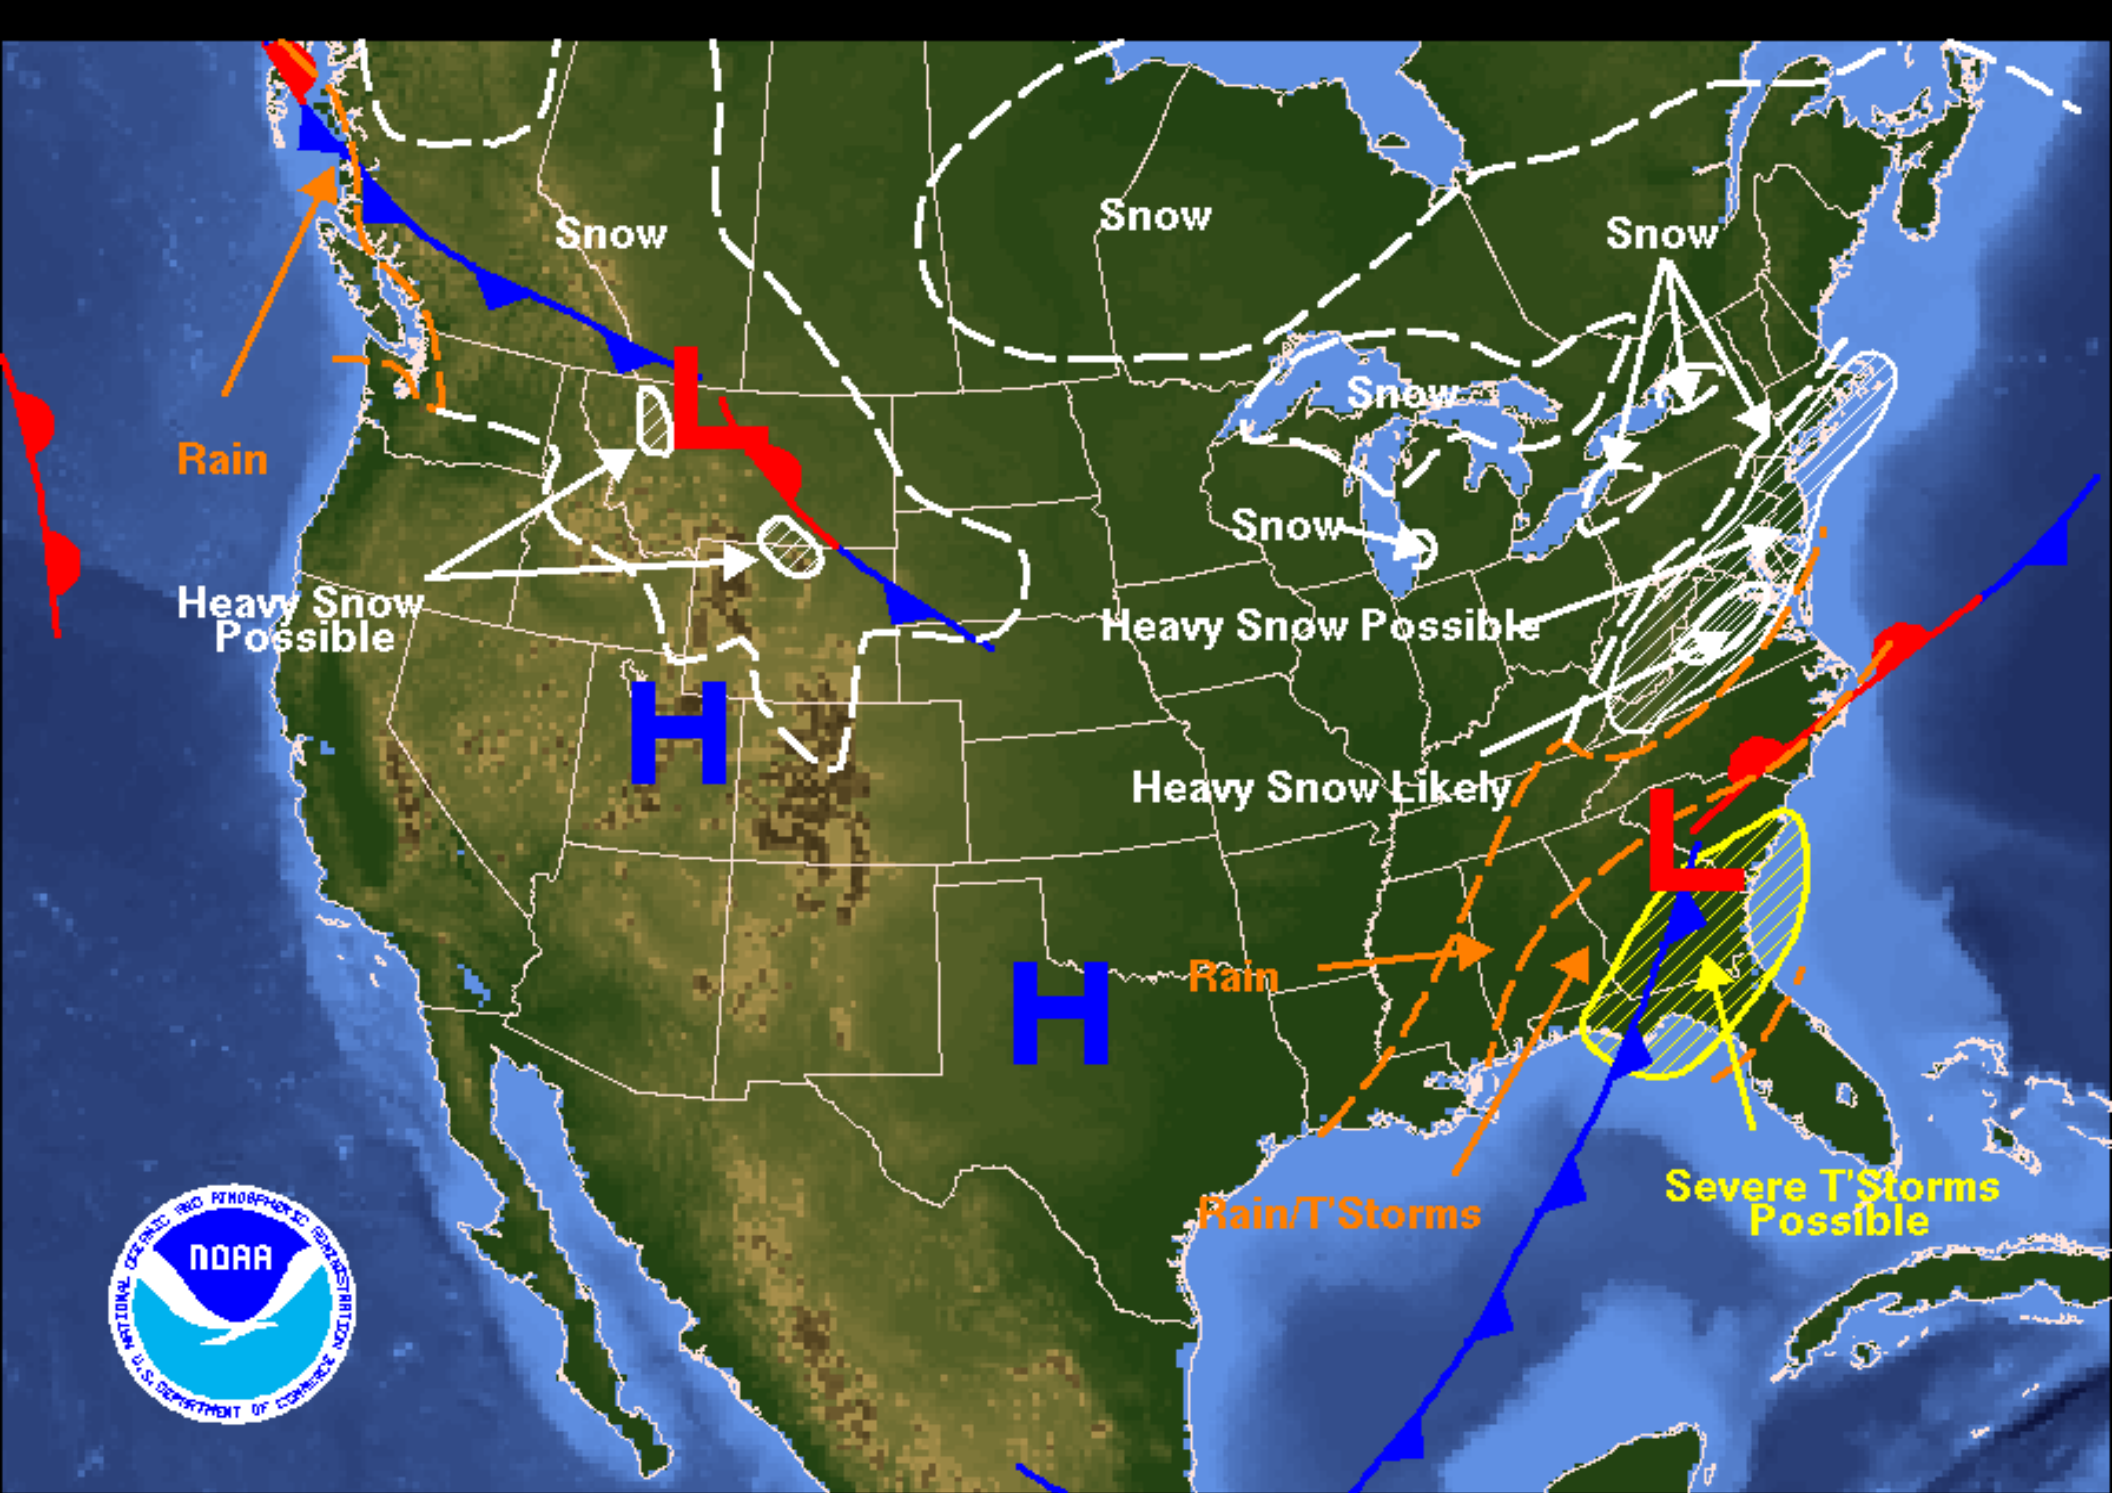 Snow
Snow
Snow
Snow
Rain
Snow
Heavy Snow
Possible
Heavy Snow Possible
Heavy Snow Likely
H
L
L
H
Rain
Rain/T'Storms
Severe T'Storms
Possible
NATIONAL OCEANIC AND ATMOSPHERIC ADMINISTRATION
NOAA
U.S. DEPARTMENT OF COMMERCE